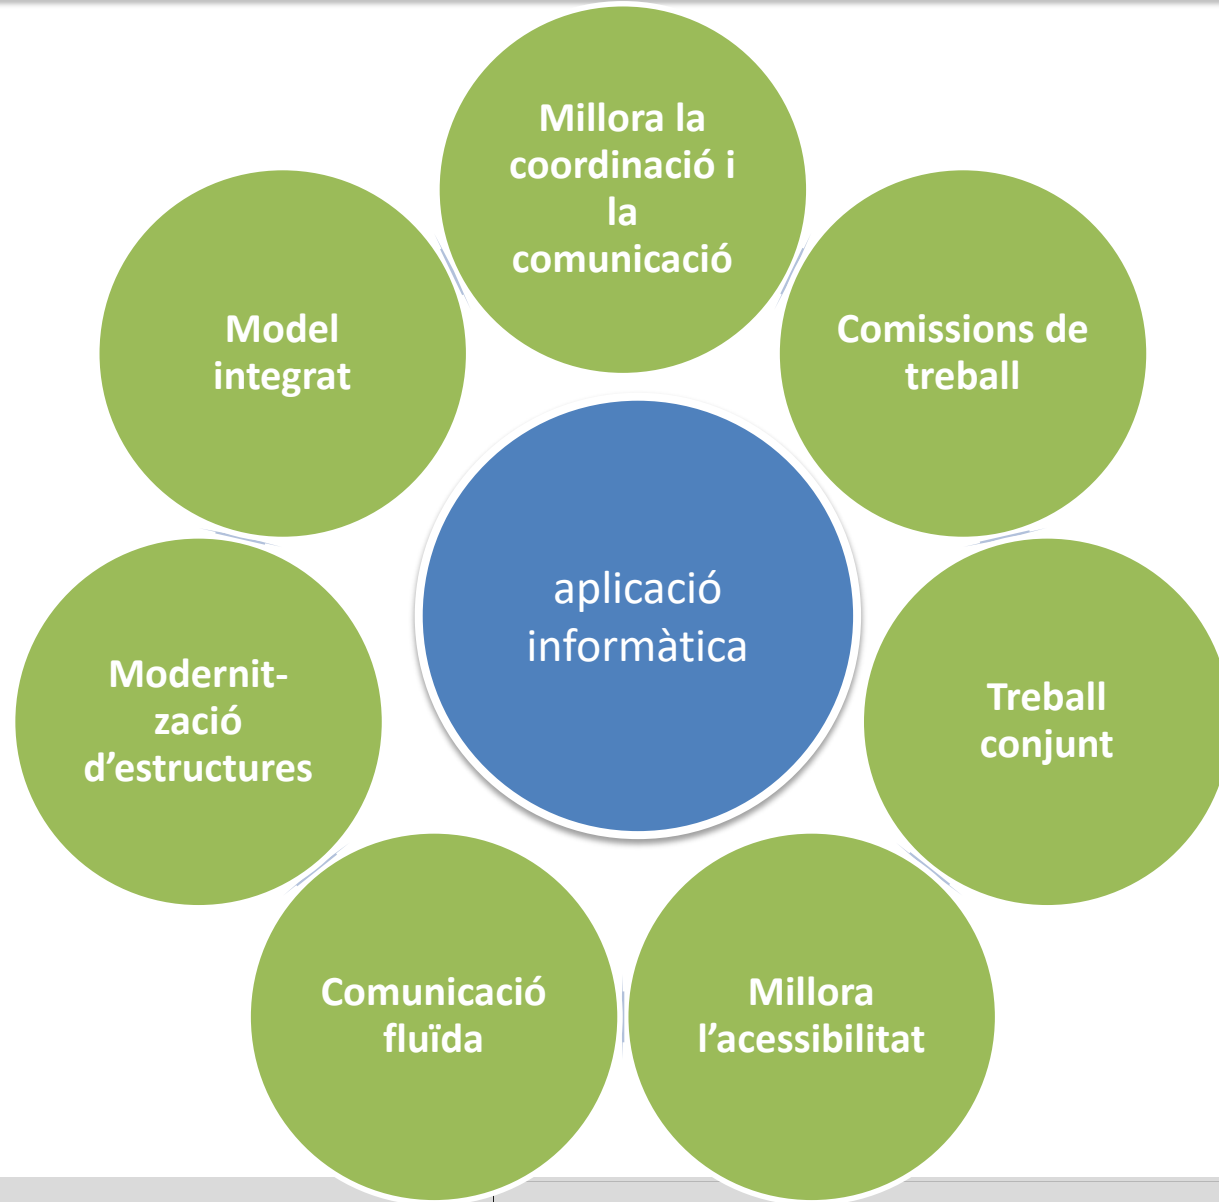 Millora la
coordinació i
la
comunicació
Comissions de
treball
Treball
conjunt
Millora
l’acessibilitat
Comunicació
fluïda
Modernit-
zació
d’estructures
Model
integrat
aplicació
informàtica